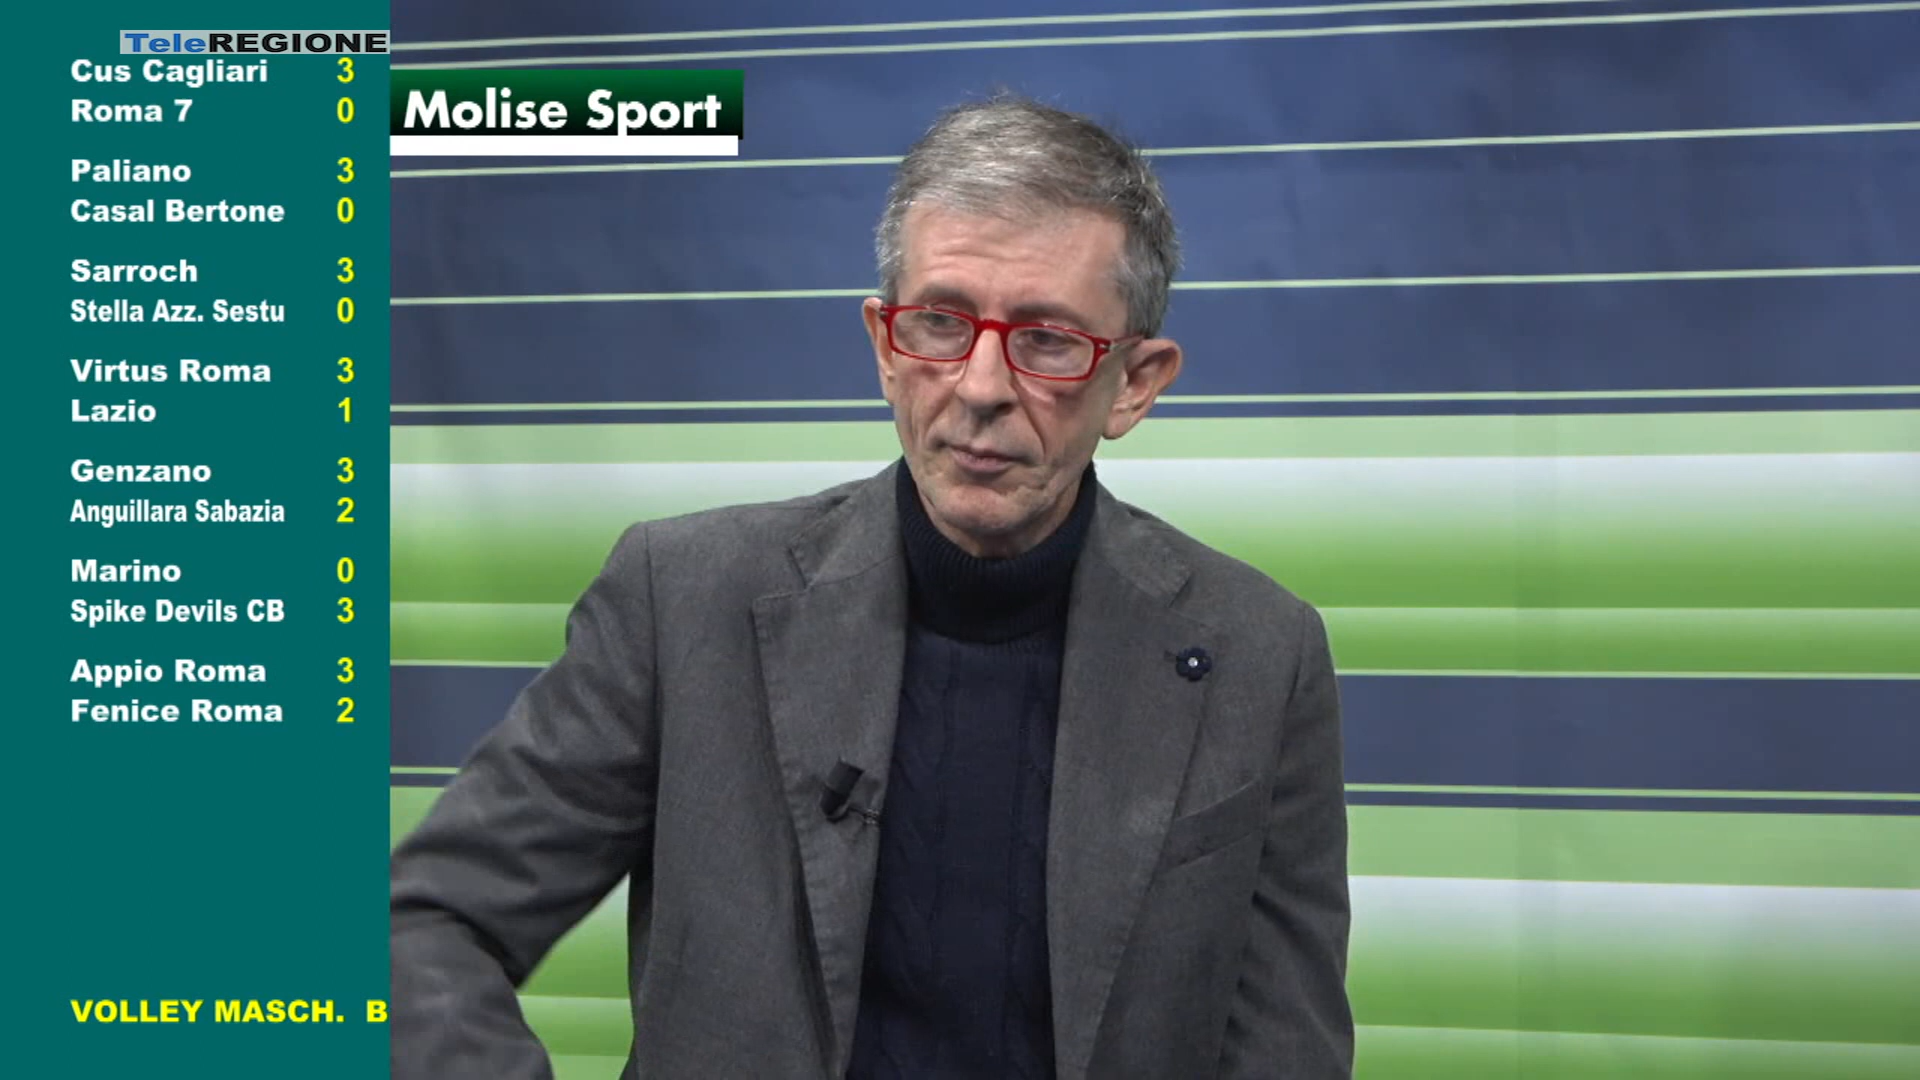 TeleREGIONE
Cus Cagliari 3
Roma 7 0
Paliano 3
Casal Bertone 0
Sarroch 3
Stella Azz. Sestu 0
Virtus Roma 3
Lazio 1
Genzano 3
Anguillara Sabazia 2
Marino 0
Spike Devils CB 3
Appio Roma 3
Fenice Roma 2
VOLLEY MASCH. B
Molise Sport